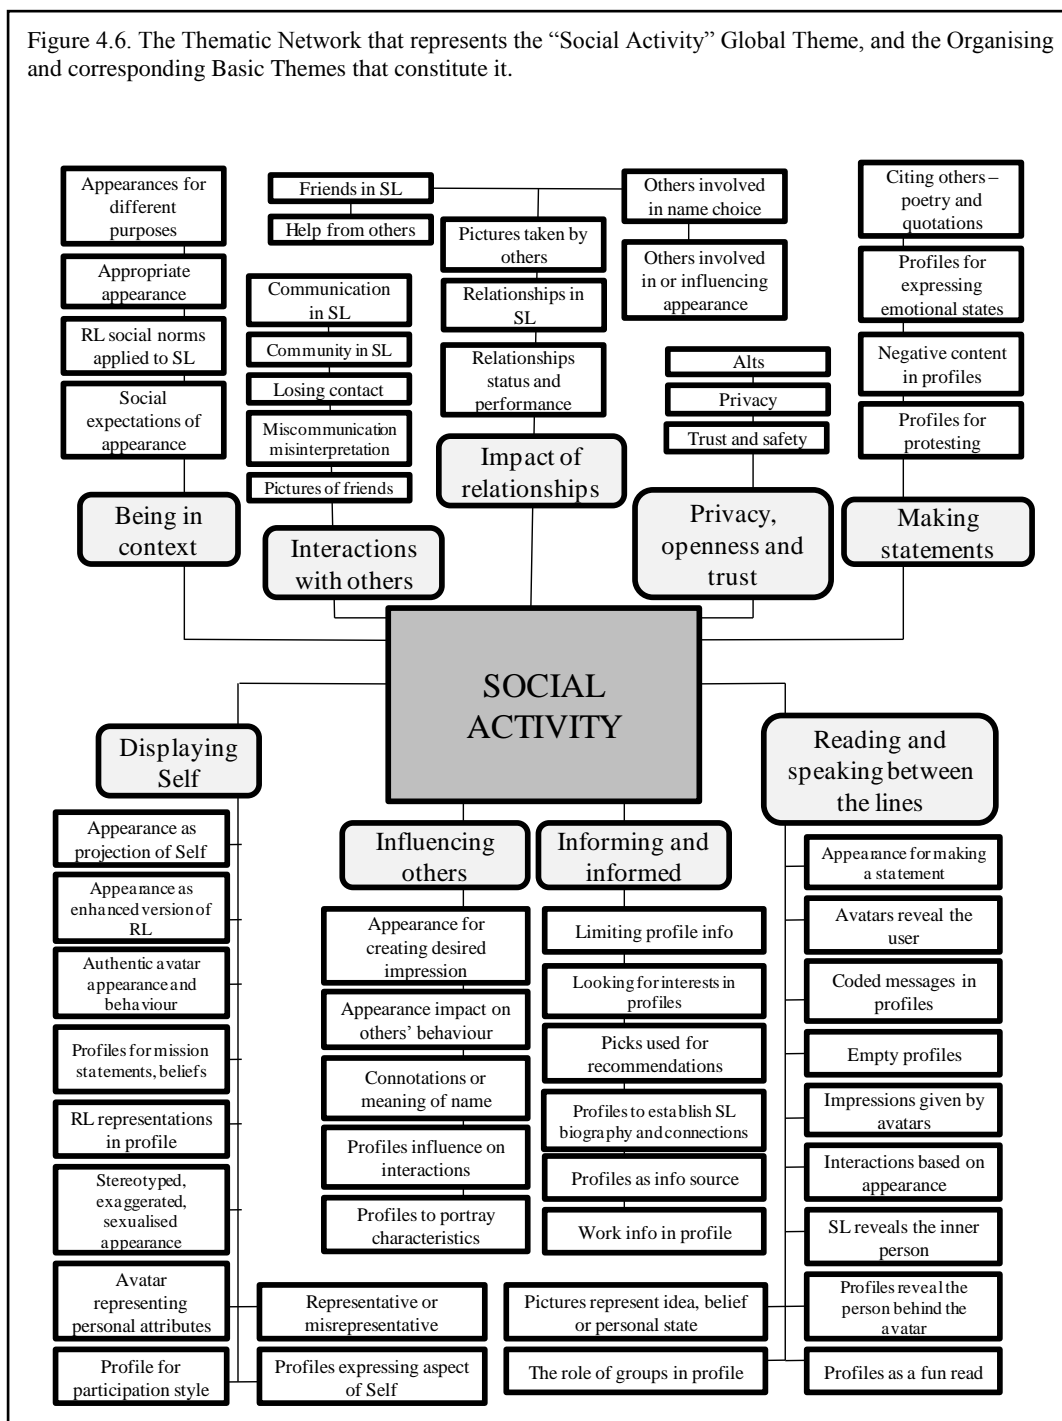 Figure 4.6. The Thematic Network that represents the “Social Activity” Global Theme, and the Organising
and corresponding Basic Themes that constitute it.
Appearances for
different
purposes
Appropriate
appearance
RL social norms
applied to SL
Social
expectations of
appearance
Being in
context
Friends in SL
Help from others
Communication
in SL
Community in SL
Losing contact
Miscommunication
misinterpretation
Pictures of friends
Interactions
with others
Pictures taken by
others
Relationships in
SL
Relationships
status and
performance
Impact of
relationships
Others involved
in name choice
Others involved
in or influencing
appearance
Alts
Privacy
Trust and safety
Privacy,
openness and
trust
Citing others –
poetry and
quotations
Profiles for
expressing
emotional states
Negative content
in profiles
Profiles for
protesting
Making
statements
SOCIAL
ACTIVITY
Displaying
Self
Appearance as
projection of Self
Appearance as
enhanced version of
RL
Authentic avatar
appearance and
behaviour
Profiles for mission
statements, beliefs
RL representations
in profile
Stereotyped,
exaggerated,
sexualised
appearance
Avatar
representing
personal attributes
Profile for
participation style
Representative or
misrepresentative
Profiles expressing aspect
of Self
Influencing
others
Appearance for
creating desired
impression
Appearance impact on
others’ behaviour
Connotations or
meaning of name
Profiles influence on
interactions
Profiles to portray
characteristics
Informing and
informed
Limiting profile info
Looking for interests in
profiles
Picks used for
recommendations
Profiles to establish SL
biography and connections
Profiles as info source
Work info in profile
Reading and
speaking between
the lines
Appearance for making
a statement
Avatars reveal the
user
Coded messages in
profiles
Empty profiles
Impressions given by
avatars
Interactions based on
appearance
SL reveals the inner
person
Profiles reveal the
person behind the
avatar
Profiles as a fun read
Pictures represent idea, belief
or personal state
The role of groups in profile